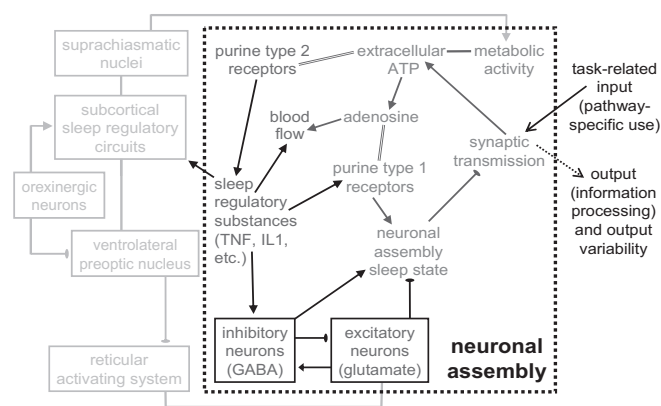 suprachiasmatic
nuclei
subcortical
sleep regulatory
circuits
orexinergic
neurons
ventrolateral
preoptic nucleus
reticular
activating system
purine type 2
receptors
extracellular
ATP
metabolic
activity
blood
flow
adenosine
synaptic
transmission
purine type 1
receptors
sleep
regulatory
substances
(TNF, IL1,
etc.)
neuronal
assembly
sleep state
inhibitory
neurons
(GABA)
excitatory
neurons
(glutamate)
neuronal
assembly
task-related
input
(pathway-
specific use)
output
(information
processing)
and output
variability